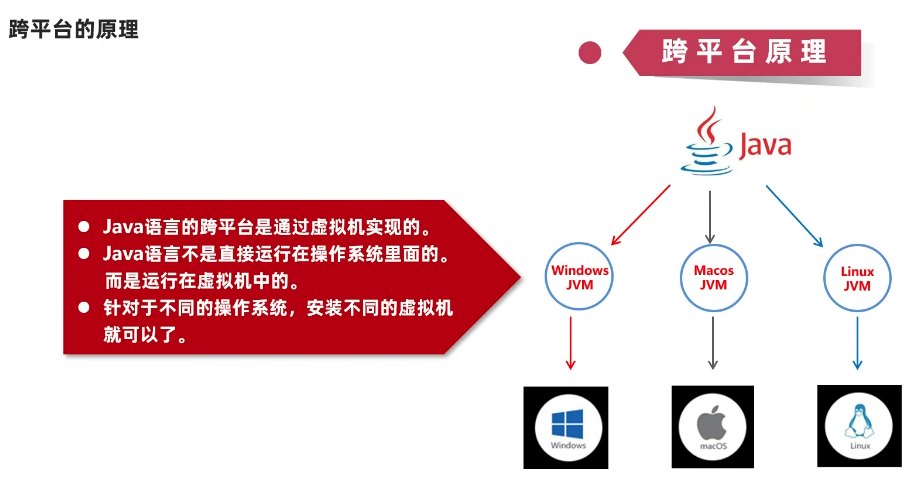 跨平台的原理
跨平台原理
Java
Java语言的跨平台是通过虚拟机实现的。
Java语言不是直接运行在操作系统里面的。
而是运行在虚拟机中的。
针对于不同的操作系统，安装不同的虚拟机
就可以了。
Windows
JVM
Macos
JVM
Linux
JVM
Windows
macOS
Linux